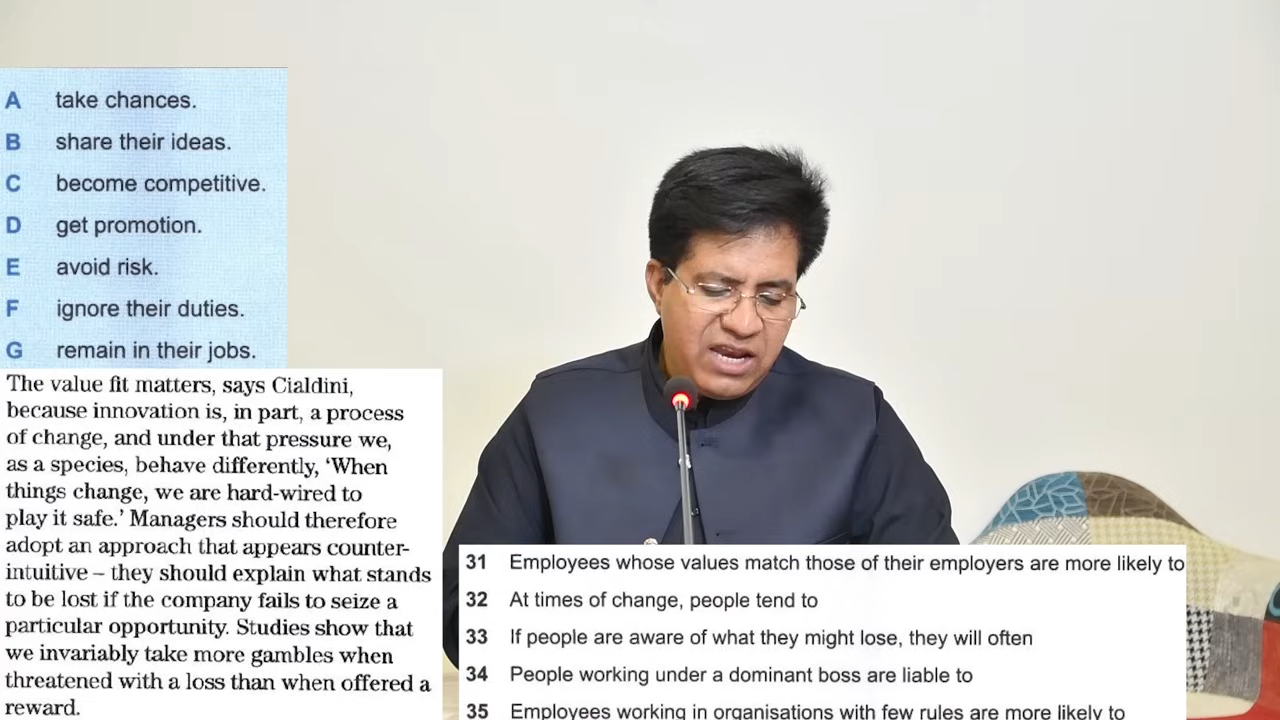 A take chances.
B share their ideas.
C become competitive.
D get promotion.
E avoid risk.
F ignore their duties.
G remain in their jobs.
The value fit matters, says Cialdini,
because innovation is, in part, a process
of change, and under that pressure we,
as a species, behave differently, ‘When
things change, we are hard-wired to
play it safe.’ Managers should therefore
adopt an approach that appears counter-
intuitive – they should explain what stands
to be lost if the company fails to seize a
particular opportunity. Studies show that
we invariably take more gambles when
threatened with a loss than when offered a
reward.
31 Employees whose values match those of their employers are more likely to
32 At times of change, people tend to
33 If people are aware of what they might lose, they will often
34 People working under a dominant boss are liable to
35 Employees working in organisations with few rules are more likely to